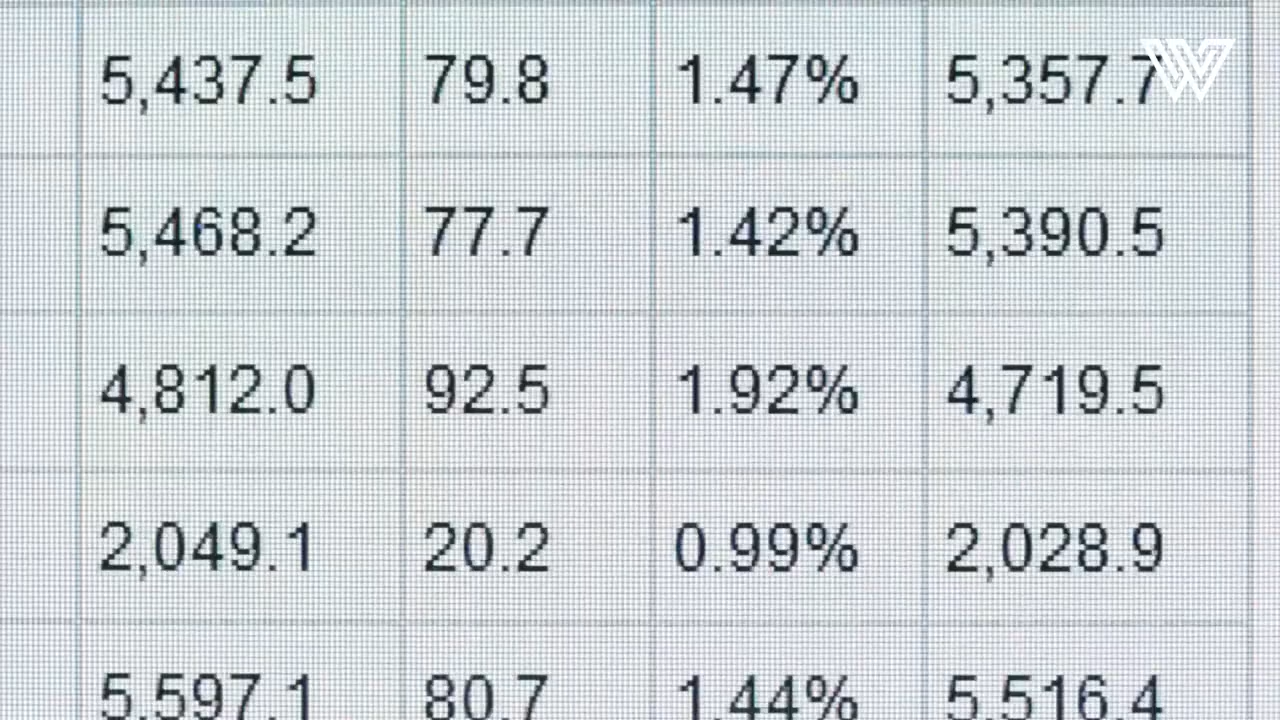 5,437.5 79.8 1.47% 5,357.7
5,468.2 77.7 1.42% 5,390.5
4,812.0 92.5 1.92% 4,719.5
2,049.1 20.2 0.99% 2,028.9
5,597.1 80.7 1.44% 5,516.4